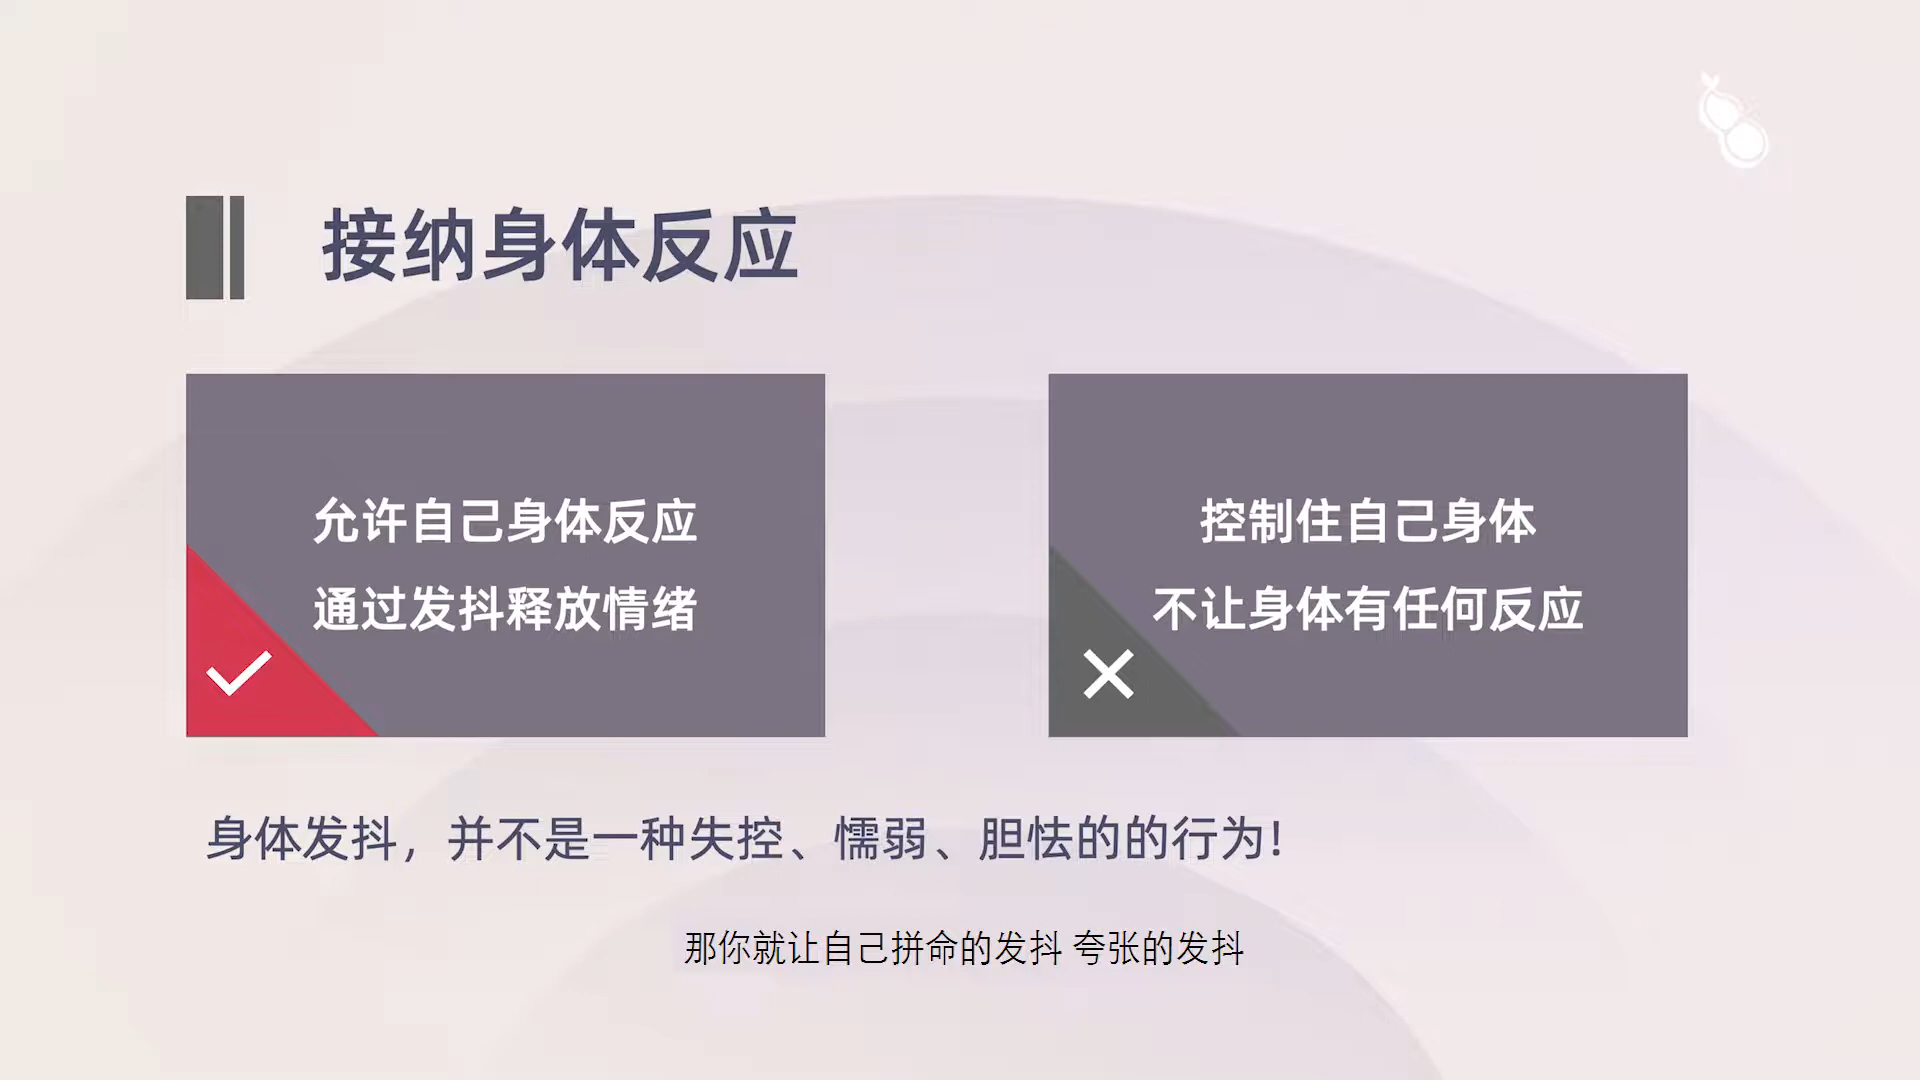 接纳身体反应
允许自己身体反应
通过发抖释放情绪
控制住自己身体
不让身体有任何反应
身体发抖，并不是一种失控、懦弱、胆怯的的行为!
那你就让自己拼命的发抖 夸张的发抖